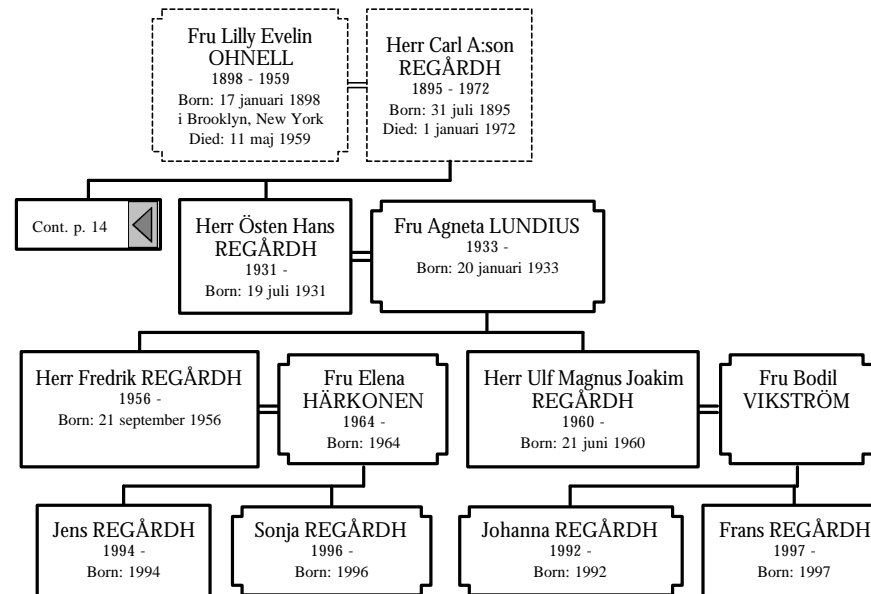 Fru Lilly Evelin
OHNELL
1898 - 1959
Born: 17 januari 1898
i Brooklyn, New York
Died: 11 maj 1959
Herr Carl A:son
REGÅRDH
1895 - 1972
Born: 31 juli 1895
Died: 1 januari 1972
Cont. p. 14
Herr Östen Hans
REGÅRDH
1931 -
Born: 19 juli 1931
Fru Agneta LUNDIUS
1933 -
Born: 20 januari 1933
Herr Fredrik REGÅRDH
1956 -
Born: 21 september 1956
Fru Elena
HÄRKONEN
1964 -
Born: 1964
Herr Ulf Magnus Joakim
REGÅRDH
1960 -
Born: 21 juni 1960
Fru Bodil
VIKSTRÖM
Jens REGÅRDH
1994 -
Born: 1994
Sonja REGÅRDH
1996 -
Born: 1996
Johanna REGÅRDH
1992 -
Born: 1992
Frans REGÅRDH
1997 -
Born: 1997